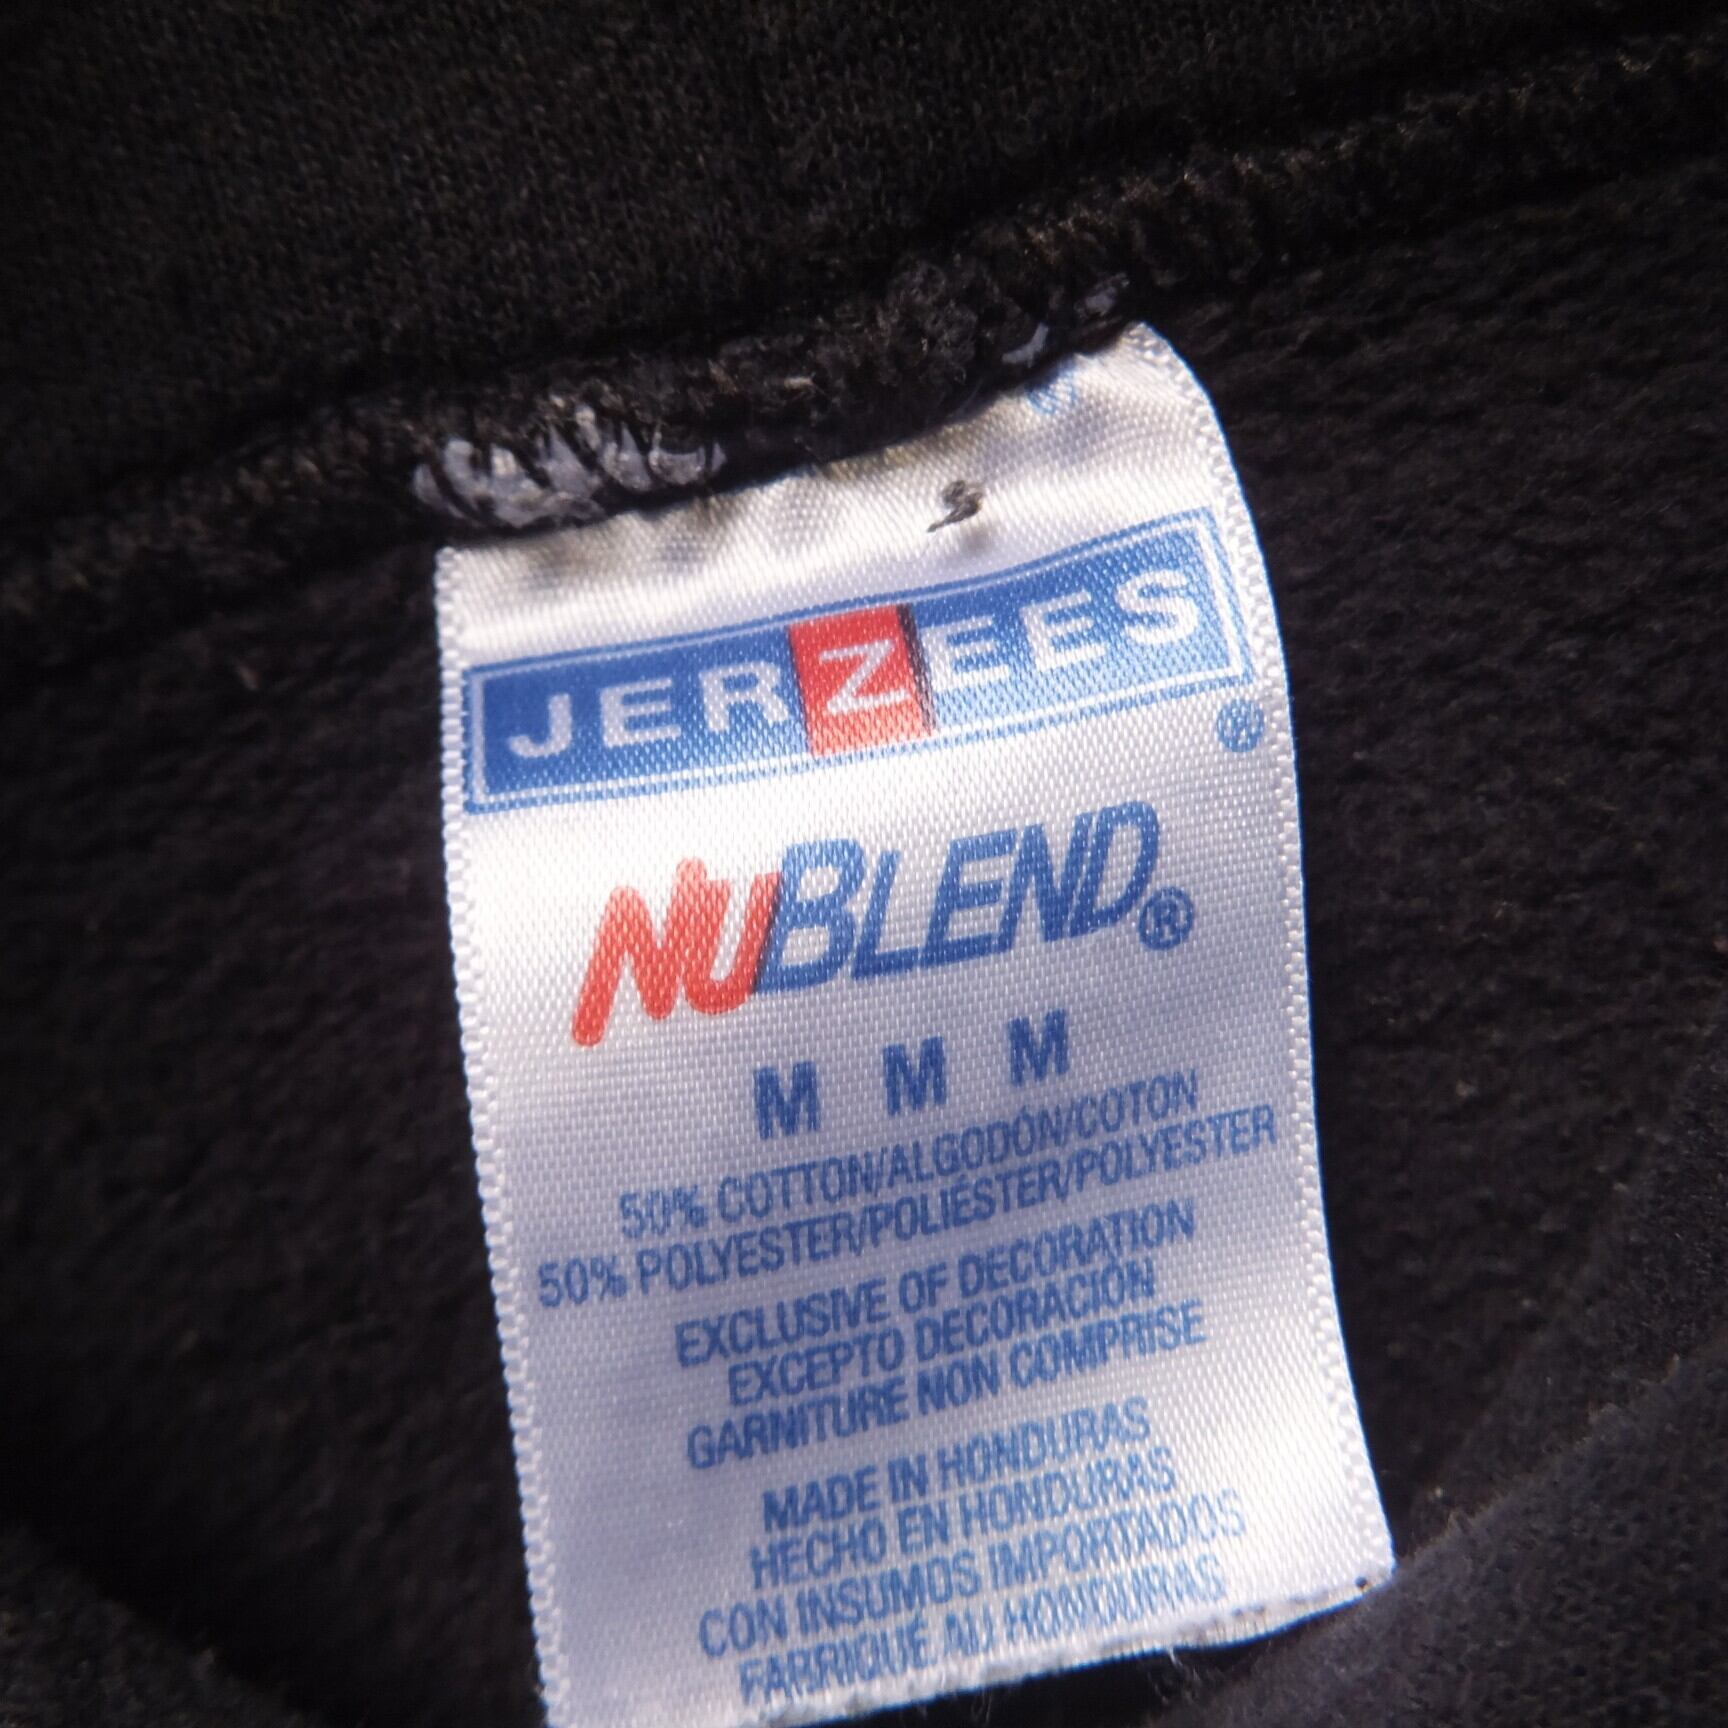 JERZEES®
NUBLEND®
M M M
50% COTTON/ALGODÓN/COTON
50% POLYESTER/POLIÉSTER/POLYESTER
EXCLUSIVE OF DECORATION
EXCEPTO DECORACIÓN
GARNITURE NON COMPRISE
MADE IN HONDURAS
HECHO EN HONDURAS
CON INSUMOS IMPORTADOS
FABRIQUÉ AU HONDURAS